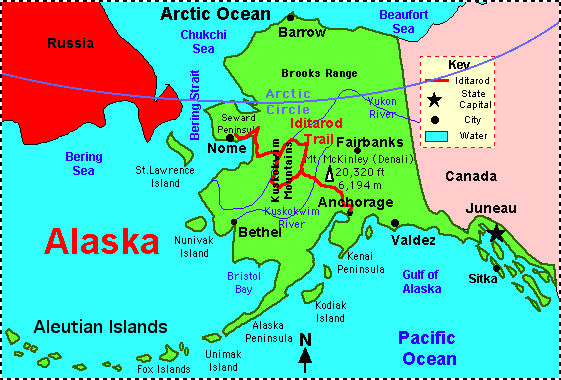 Arctic Ocean
Beaufort
Sea
Russia
Chukchi
Sea
Barrow
Brooks Range
Key
Iditarod
State
Capital
City
Water
Bering Strait
Arctic
Circle
Yukon
River
Seward
Peninsula
Iditarod
Trail
Nome
Fairbanks
Bering
Sea
St.Lawrence
Island
Kuskokwim
Mountains
Mt. McKinley (Denali)
20,320 ft
6,194 m
Canada
Anchorage
Juneau
Kuskokwim
River
Bethel
Valdez
Alaska
Nunivak
Island
Kenai
Peninsula
Gulf of
Alaska
Sitka
Bristol
Bay
Kodiak
Island
Aleutian Islands
Alaska
Peninsula
N
Pacific
Ocean
Unimak
Island
Fox Islands